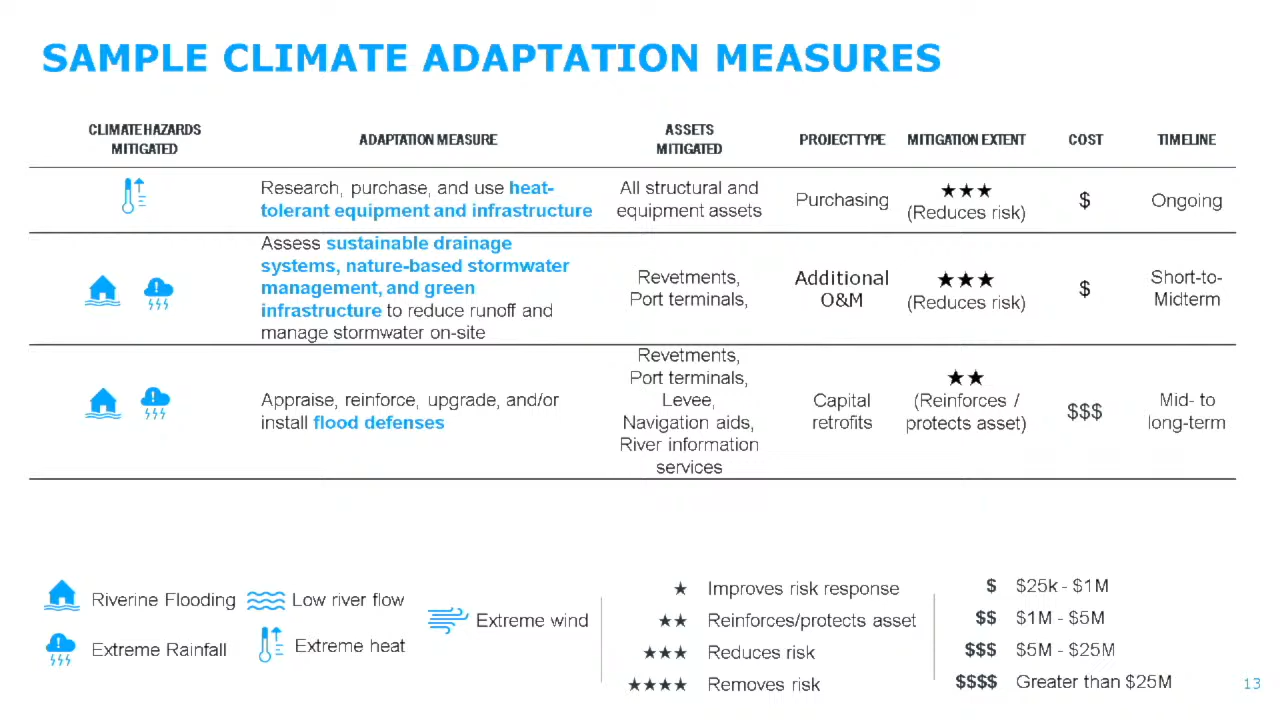 SAMPLE CLIMATE ADAPTATION MEASURES
CLIMATE HAZARDS
MITIGATED
ADAPTATION MEASURE
ASSETS
MITIGATED
PROJECT TYPE
MITIGATION EXTENT
COST
TIMELINE
Research, purchase, and use heat-
tolerant equipment and infrastructure
All structural and
equipment assets
Purchasing
★★★
(Reduces risk)
$
Ongoing
Assess sustainable drainage
systems, nature-based stormwater
management, and green
infrastructure to reduce runoff and
manage stormwater on-site
Revetments,
Port terminals,
Additional
O&M
★★★
(Reduces risk)
$
Short-to-
Midterm
Appraise, reinforce, upgrade, and/or
install flood defenses
Revetments,
Port terminals,
Levee,
Navigation aids,
River information
services
Capital
retrofits
★★
(Reinforces /
protects asset)
$$$
Mid- to
long-term
Riverine Flooding
Low river flow
Extreme wind
Extreme Rainfall
Extreme heat
★ Improves risk response
★★ Reinforces/protects asset
★★★ Reduces risk
★★★★ Removes risk
$ $25k - $1M
$$ $1M - $5M
$$$ $5M - $25M
$$$$ Greater than $25M
13